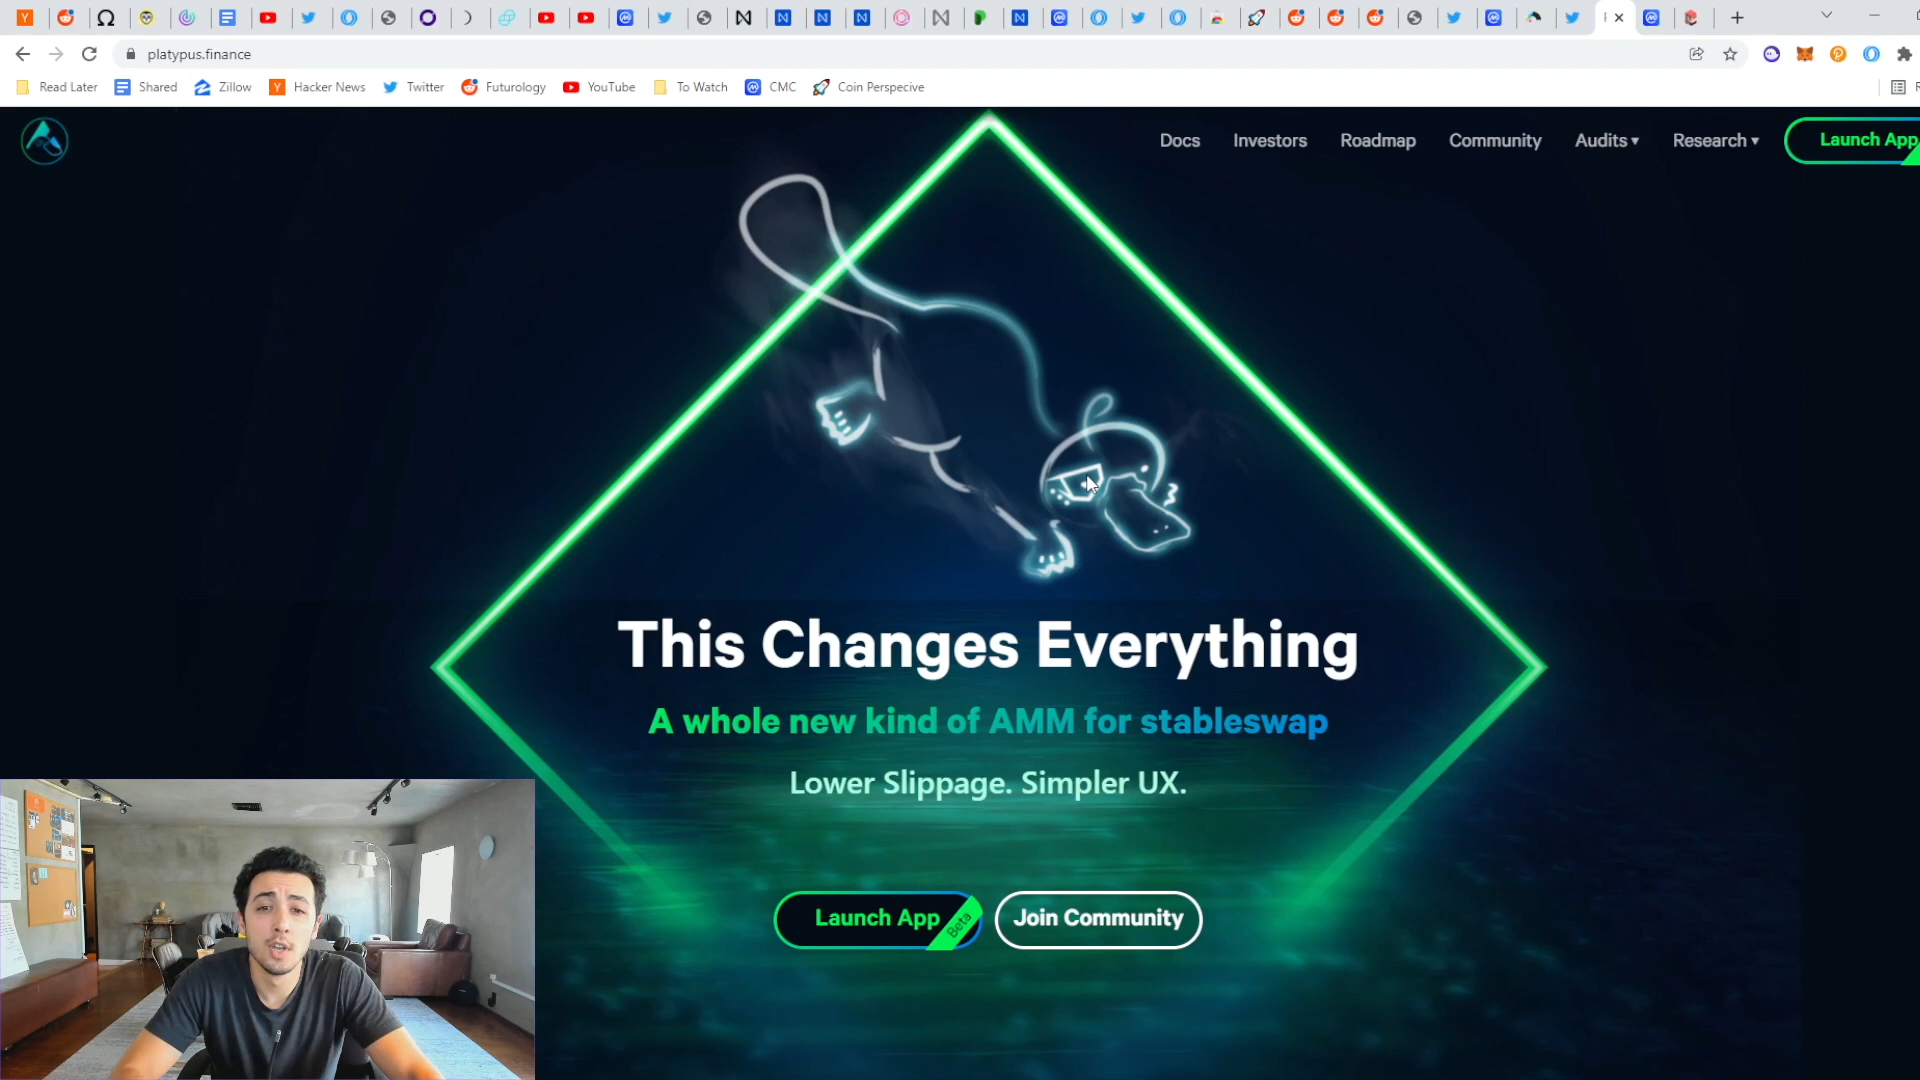 platypus.finance
Read Later Shared Zillow Hacker News Twitter Futurology YouTube To Watch CMC Coin Perspecive
Docs Investors Roadmap Community Audits Research Launch App
This Changes Everything
A whole new kind of AMM for stableswap
Lower Slippage. Simpler UX.
Launch App Beta Join Community